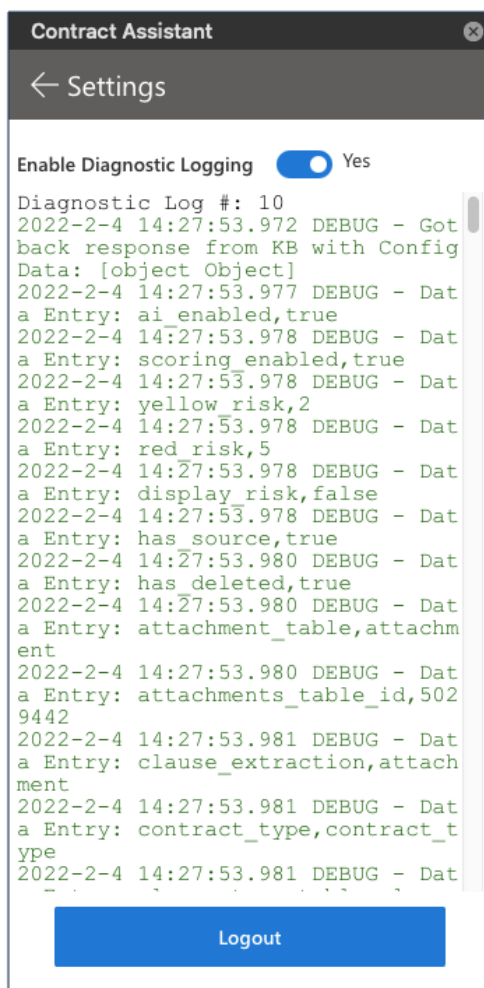 Contract Assistant
Settings
Enable Diagnostic Logging Yes
Diagnostic Log #: 10
2022-2-4 14:27:53.972 DEBUG - Got
back response from KB with Config
Data: [object Object]
2022-2-4 14:27:53.977 DEBUG - Dat
a Entry: ai_enabled,true
2022-2-4 14:27:53.978 DEBUG - Dat
a Entry: scoring_enabled,true
2022-2-4 14:27:53.978 DEBUG - Dat
a Entry: yellow_risk,2
2022-2-4 14:27:53.978 DEBUG - Dat
a Entry: red_risk,5
2022-2-4 14:27:53.978 DEBUG - Dat
a Entry: display_risk,false
2022-2-4 14:27:53.978 DEBUG - Dat
a Entry: has_source,true
2022-2-4 14:27:53.980 DEBUG - Dat
a Entry: has_deleted,true
2022-2-4 14:27:53.980 DEBUG - Dat
a Entry: attachment_table,attachm
ent
2022-2-4 14:27:53.980 DEBUG - Dat
a Entry: attachments_table_id,502
9442
2022-2-4 14:27:53.981 DEBUG - Dat
a Entry: clause_extraction,attach
ment
2022-2-4 14:27:53.981 DEBUG - Dat
a Entry: contract_type,contract_t
ype
2022-2-4 14:27:53.981 DEBUG - Dat
Logout